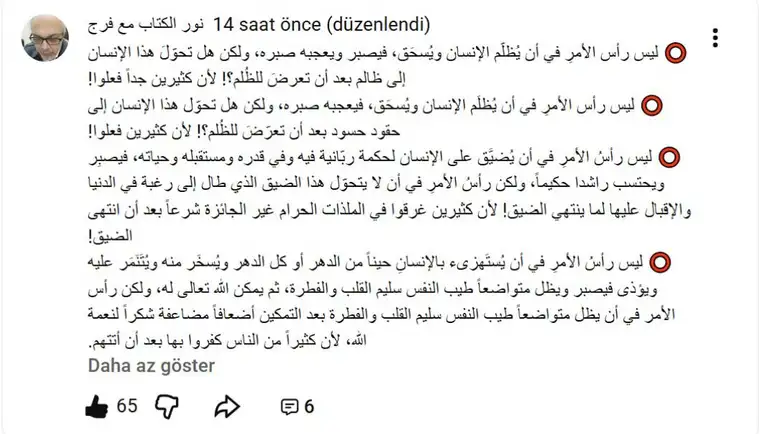 نور الكتاب مع فرج 14 saat önce (düzenlendi)
ليس رأس الأمرِ في أن يُظلَم الإنسان ويُسحَق، فيصبر ويعجبه صبره، ولكن هل تحوّلَ هذا الإنسان
إلى ظالم بعد أن تعرضَ للظُلم؟! لأن كثيرين جداً فعلوا!
ليس رأس الأمرِ في أن يُظلَم الإنسان ويُسحَق، فيعجبه صبره، ولكن هل تحوّل هذا الإنسان إلى
حقود حسود بعد أن تعرّضَ للظُلم؟! لأن كثيرين فعلوا!
ليس رأسُ الأمرِ في أن يُضيَّق على الإنسان لحكمة ربّانية فيه وفي قدره ومستقبله وحياته، فيصبِر
ويحتسب راشدا حكيماً، ولكن رأسُ الأمرِ في أن لا يتحوّل هذا الضيق الذي طال إلى رغبة في الدنيا
والإقبال عليها لما ينتهي الضيق! لأن كثيرين غرقوا في الملذات الحرام غير الجائزة شرعاً بعد أن انتهى
الضيق!
ليس رأسُ الأمرِ في أن يُستَهزىء بالإنسانِ حيناً من الدهر أو كل الدهر ويُسخَر منه ويُتَنَمر عليه
ويؤذى فيصبر ويظل متواضعاً طيب النفس سليم القلب والفطرة، ثم يمكن الله تعالى له، ولكن رأس
الأمر في أن يظل متواضعاً طيب النفس سليم القلب والفطرة بعد التمكين أضعافاً مضاعفة شكراً لنعمة
الله، لأن كثيراً من الناس كفروا بها بعد أن أتتهم.
Daha az göster
65 6